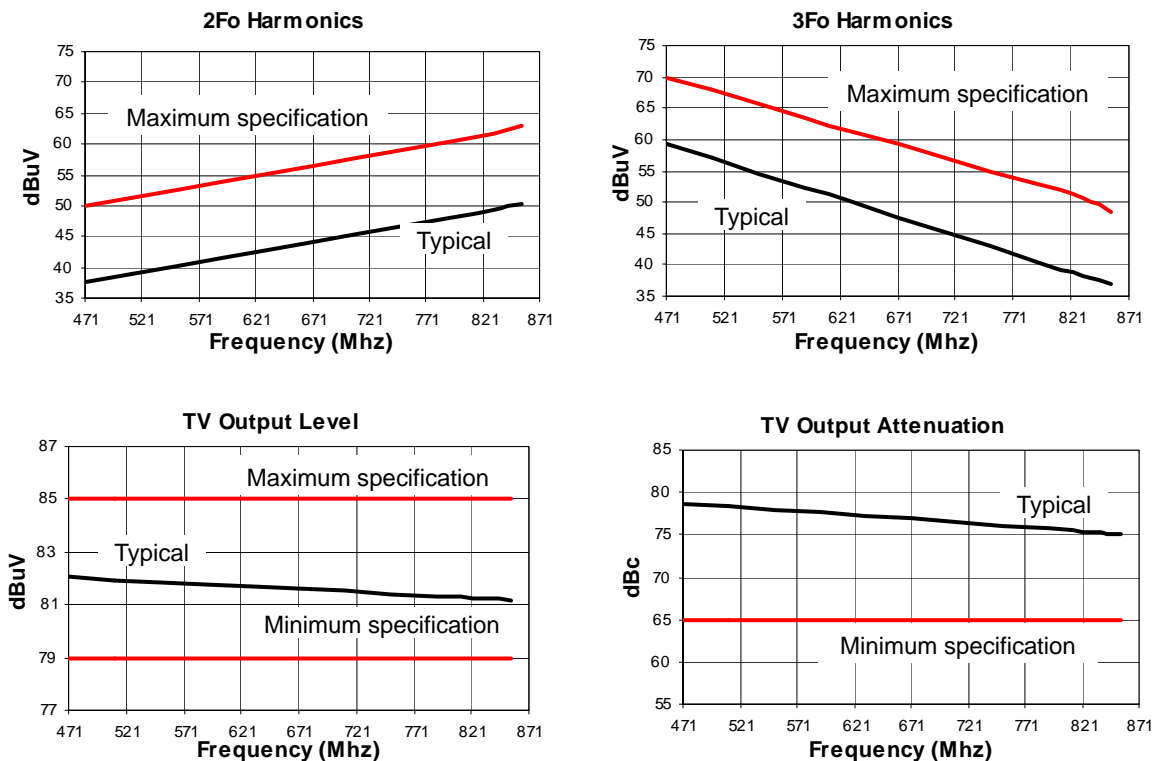 2Fo Harmonics
75
70
65
60
55
50
45
40
35
dBuV
Maximum specification
Typical
471 521 571 621 671 721 771 821 871
Frequency (Mhz)
3Fo Harmonics
75
70
65
60
55
50
45
40
35
dBuV
Maximum specification
Typical
471 521 571 621 671 721 771 821 871
Frequency (Mhz)
TV Output Level
87
85
83
81
79
77
dBuV
Maximum specification
Typical
Minimum specification
471 521 571 621 671 721 771 821 871
Frequency (Mhz)
TV Output Attenuation
85
80
75
70
65
60
55
dBc
Typical
Minimum specification
471 521 571 621 671 721 771 821 871
Frequency (Mhz)